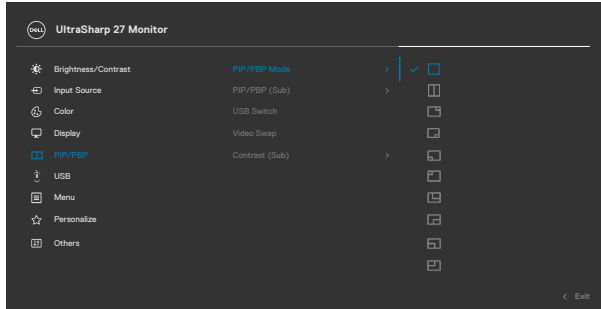 DELL UltraSharp 27 Monitor
Brightness/Contrast PIP/PBP Mode
Input Source PIP/PBP (Sub)
Color USB Switch
Display Video Swap
PIP/PBP Contrast (Sub)
USB
Menu
Personalize
Others
Exit